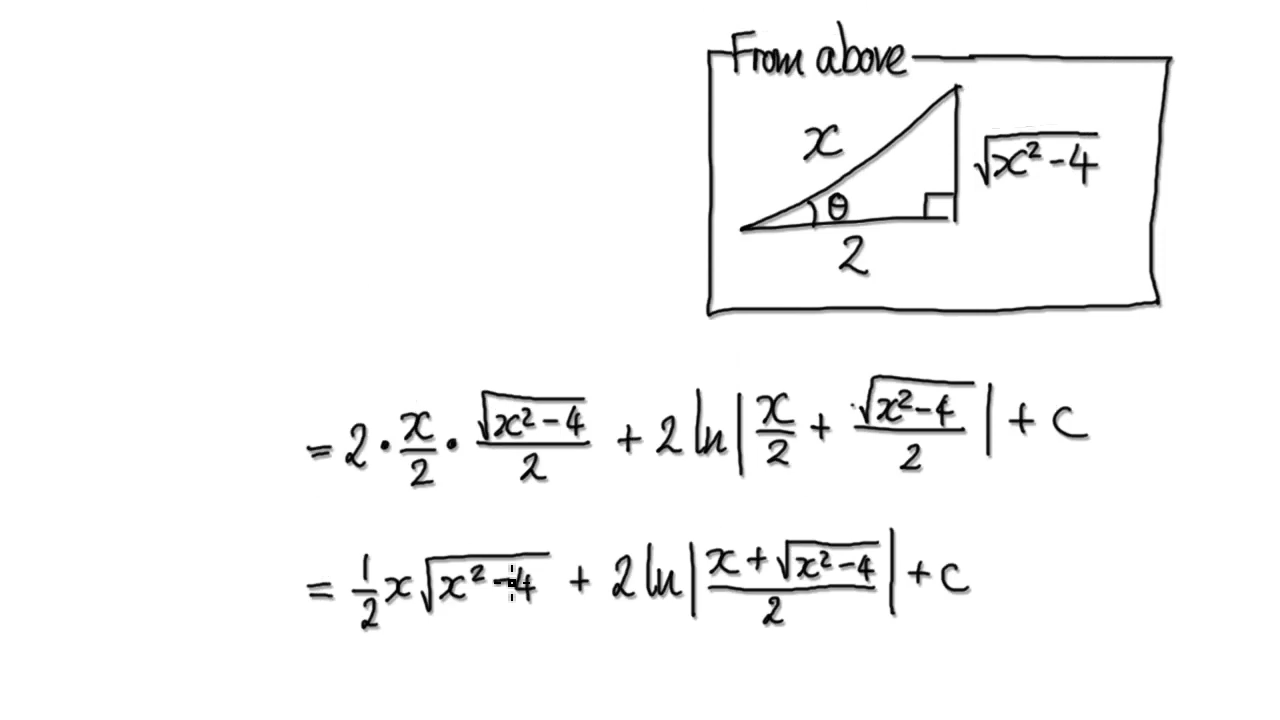 From above
x
√(x² - 4)
θ
2
= 2 · x/2 · √(x² - 4)/2 + 2 ln | x/2 + √(x² - 4)/2 | + c
= 1/2 x √(x² - 4) + 2 ln | (x + √(x² - 4))/2 | + c